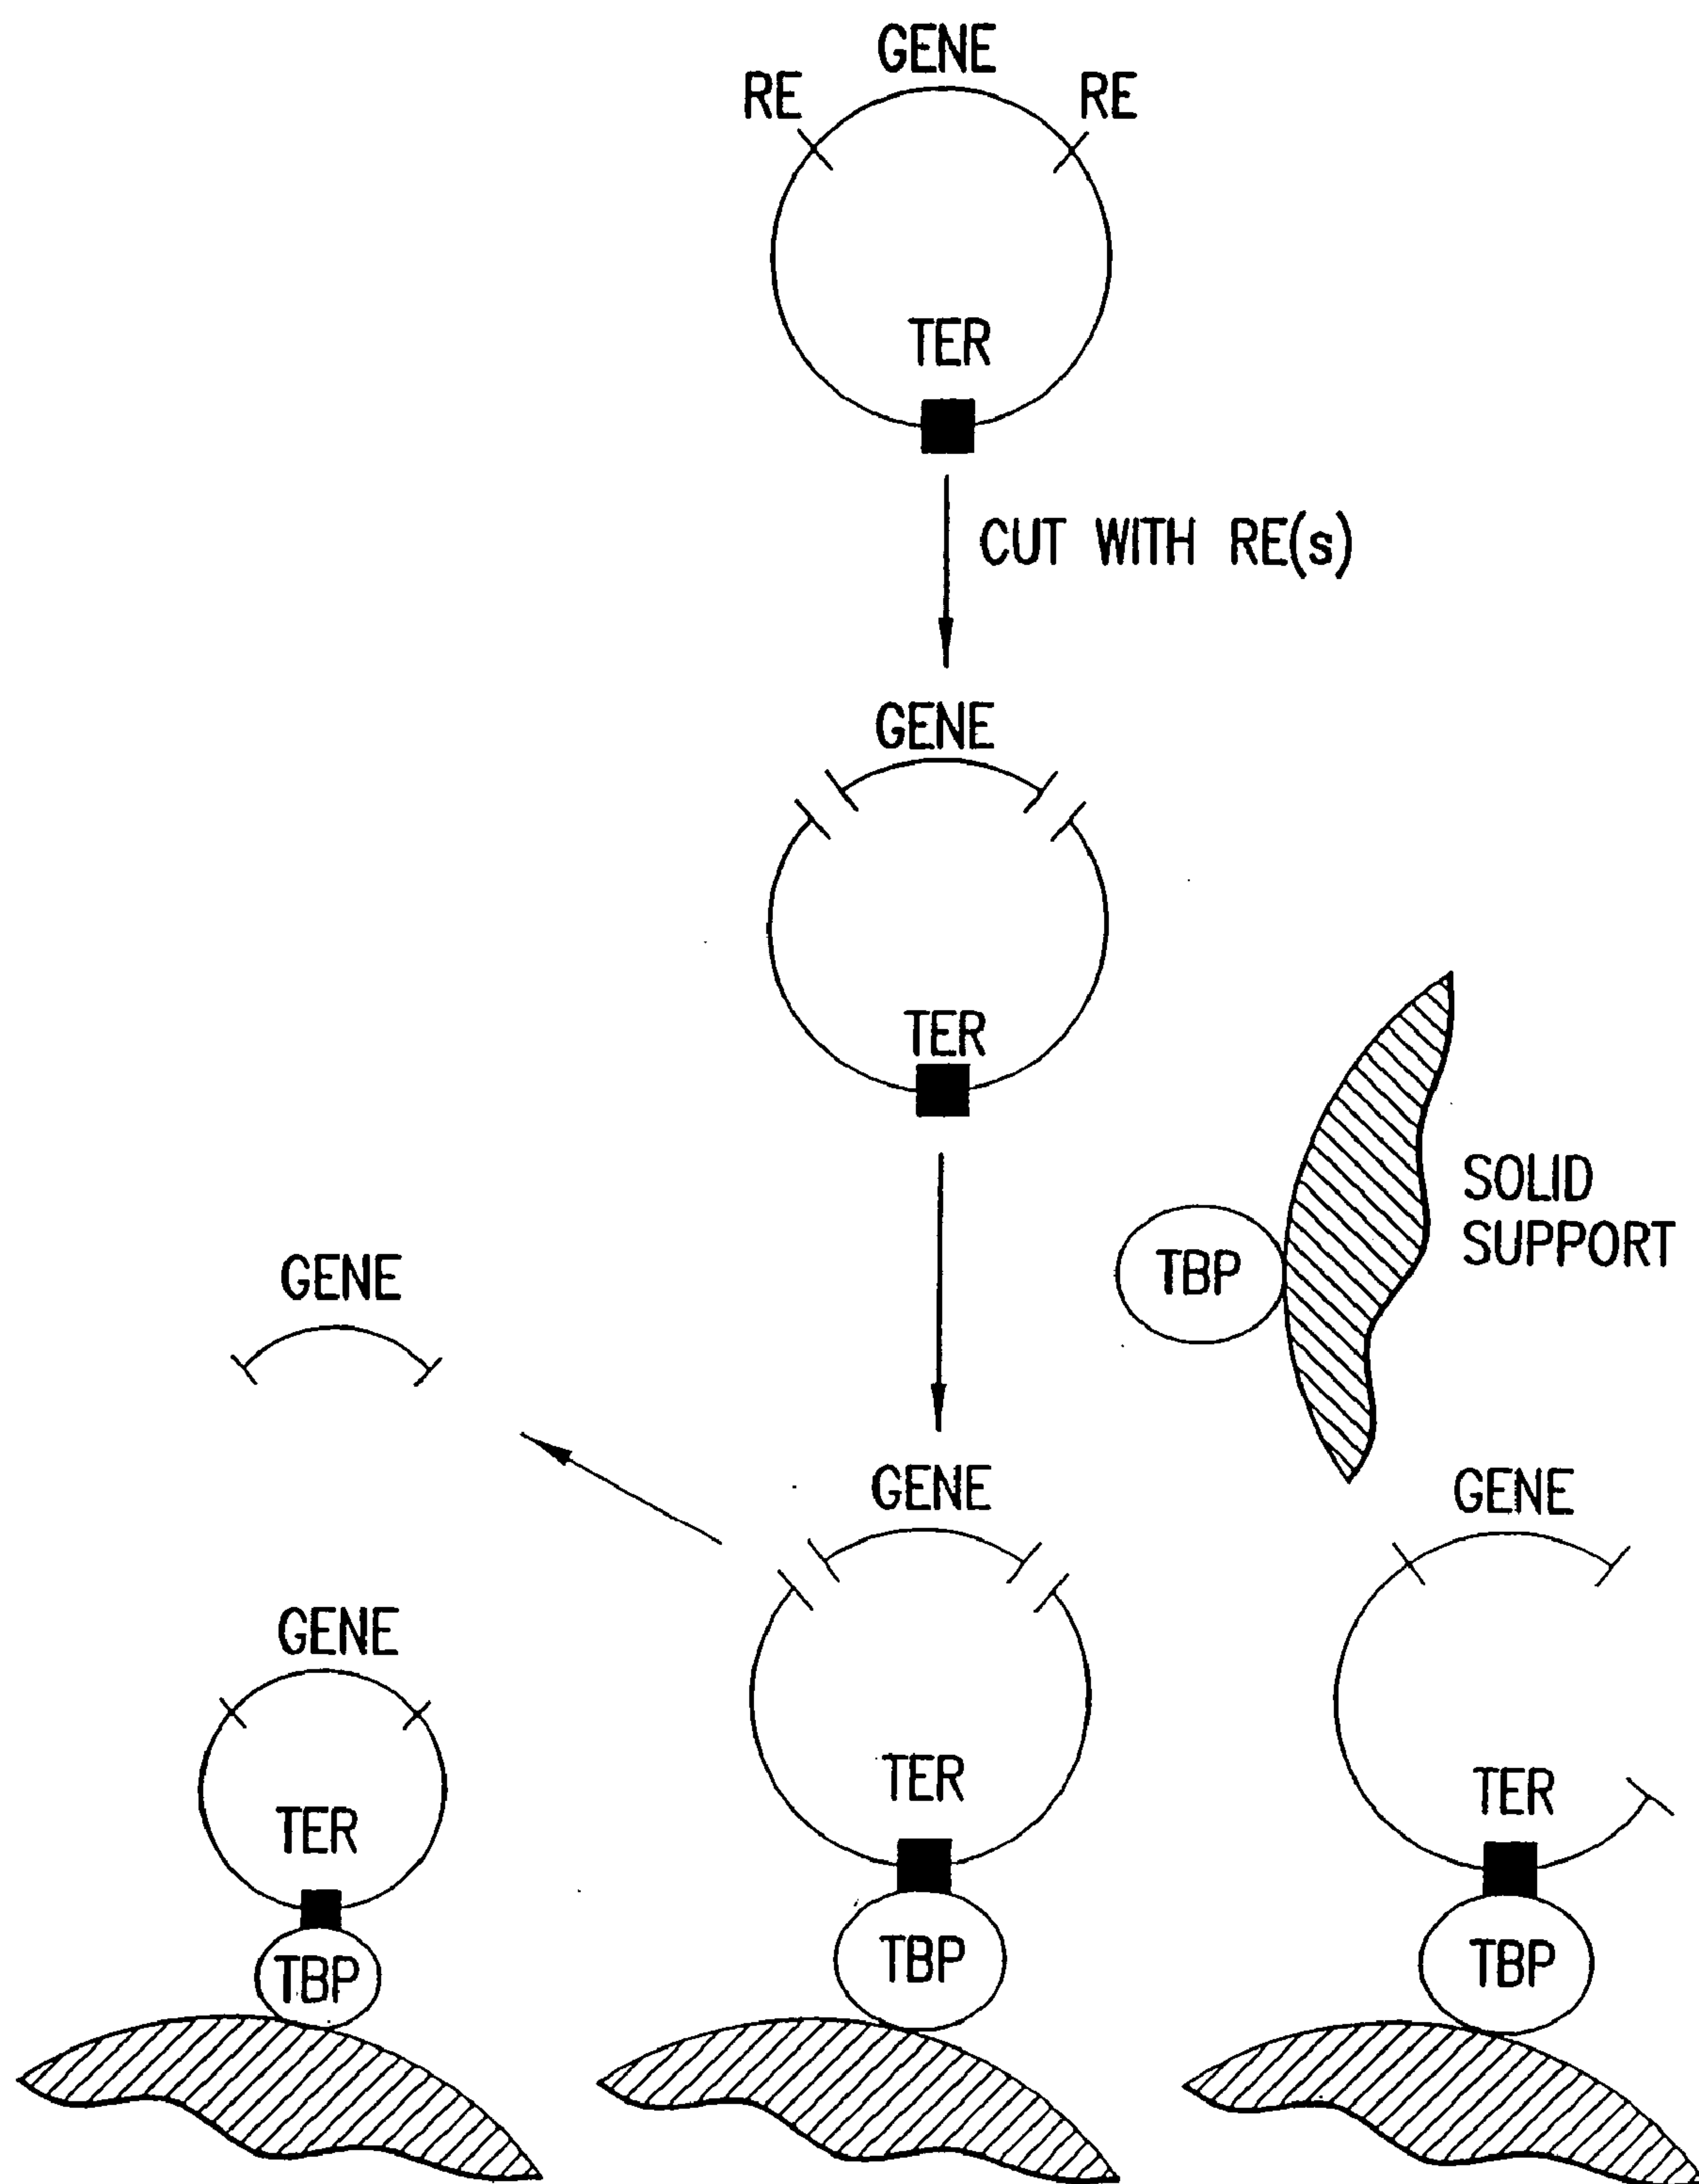 GENE
RE
RE
TER
CUT WITH RE(s)
GENE
TER
SOLID
SUPPORT
TBP
GENE
GENE
GENE
GENE
TER
TER
TER
TBP
TBP
TBP